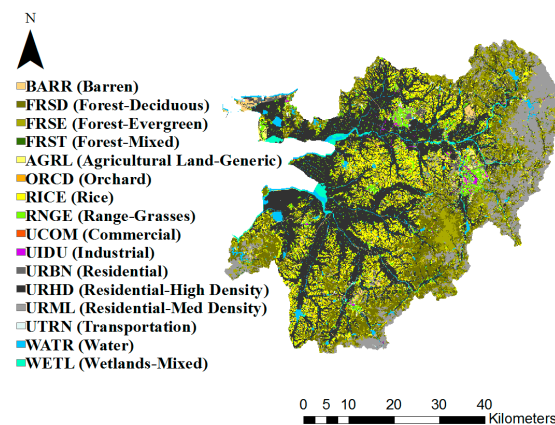 N
BARR (Barren)
FRSD (Forest-Deciduous)
FRSE (Forest-Evergreen)
FRST (Forest-Mixed)
AGRL (Agricultural Land-Generic)
ORCD (Orchard)
RICE (Rice)
RNGE (Range-Grasses)
UCOM (Commercial)
UIDU (Industrial)
URBN (Residential)
URHD (Residential-High Density)
URML (Residential-Med Density)
UTRN (Transportation)
WATR (Water)
WETL (Wetlands-Mixed)
0 5 10 20 30 40
Kilometers